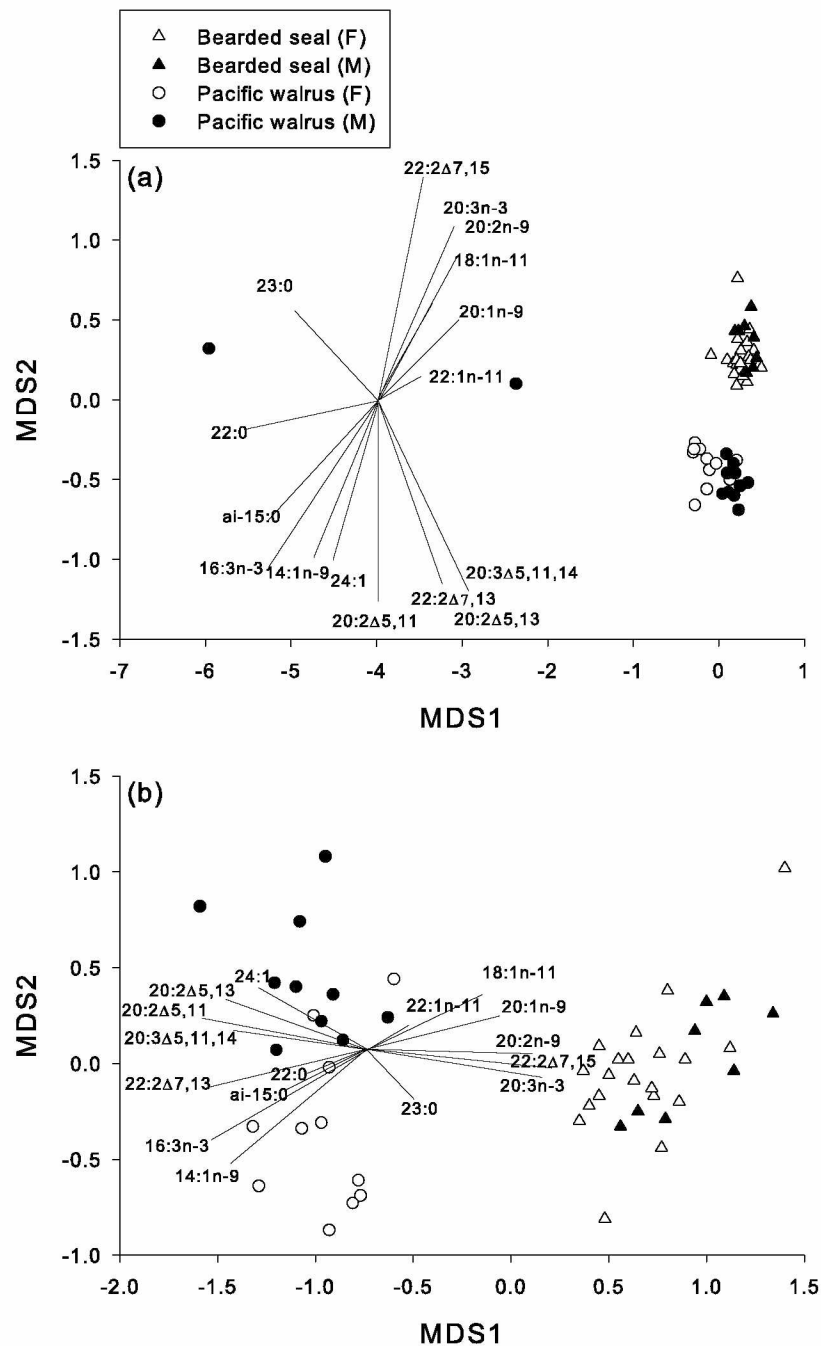 Bearded seal (F)
Bearded seal (M)
Pacific walrus (F)
Pacific walrus (M)
(a)
1.5
1.0
0.5
0.0
-0.5
-1.0
-1.5
MDS2
22:2Δ7,15
20:3n-3
20:2n-9
18:1n-11
23:0
20:1n-9
22:1n-11
22:0
ai-15:0
16:3n-3
14:1n-9
24:1
20:2Δ5,11
20:3Δ5,11,14
22:2Δ7,13
20:2Δ5,13
-7 -6 -5 -4 -3 -2 -1 0 1
MDS1
(b)
1.5
1.0
0.5
0.0
-0.5
-1.0
MDS2
24:1
18:1n-11
20:2Δ5,13
22:1n-11
20:1n-9
20:2Δ5,11
20:3Δ5,11,14
20:2n-9
22:0
22:2Δ7,15
22:2Δ7,13
ai-15:0
20:3n-3
23:0
16:3n-3
14:1n-9
-2.0 -1.5 -1.0 -0.5 0.0 0.5 1.0 1.5
MDS1